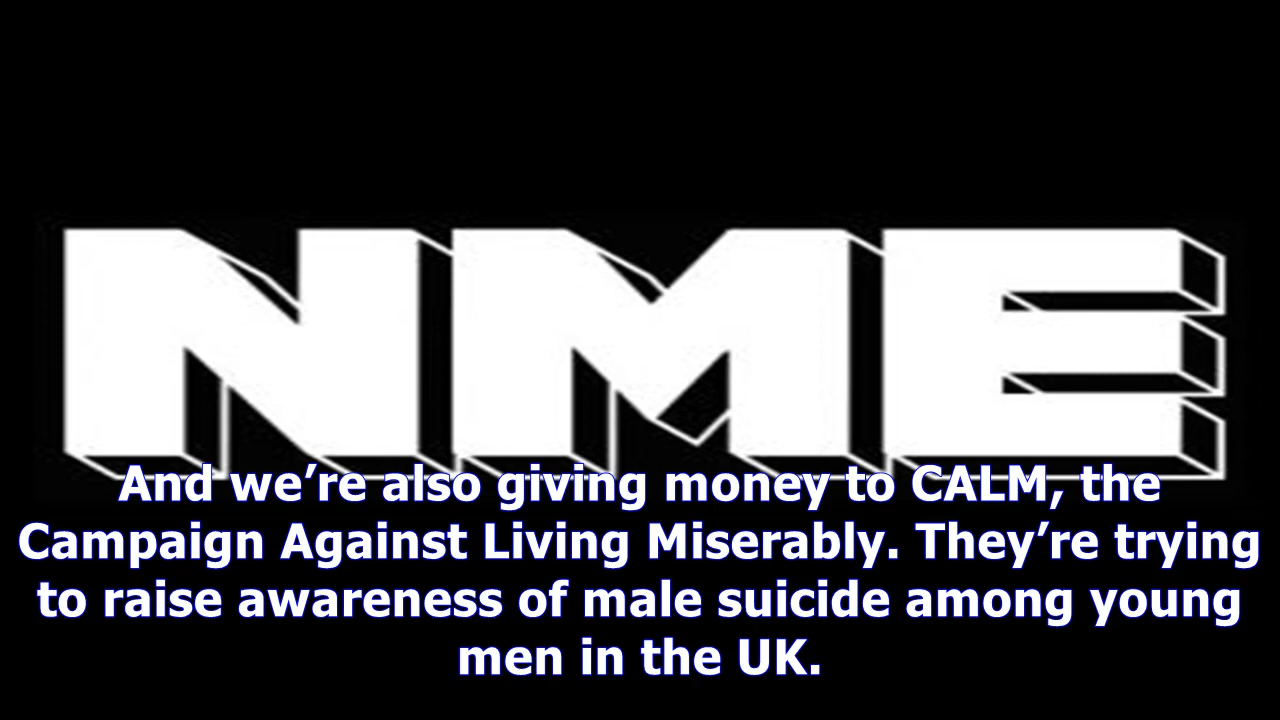 NME
And we’re also giving money to CALM, the
Campaign Against Living Miserably. They’re trying
to raise awareness of male suicide among young
men in the UK.